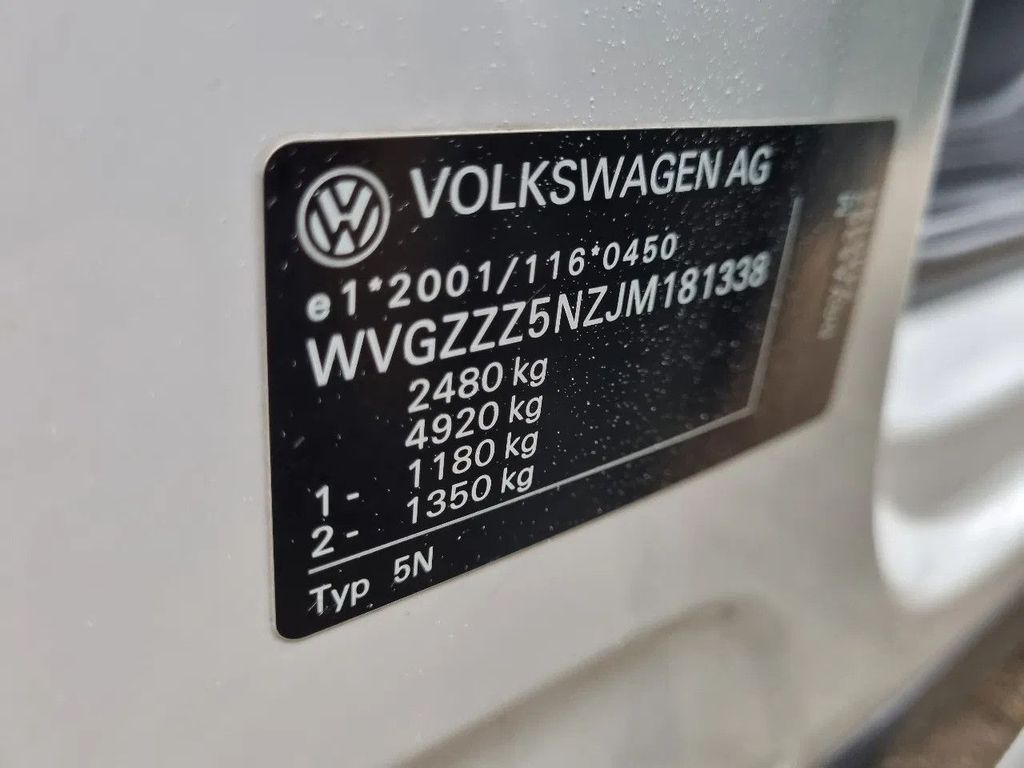 VOLKSWAGEN AG
e1*2001/116*0450
WVGZZZ5NZJM181338
2480 kg
4920 kg
1 - 1180 kg
2 - 1350 kg
Typ 5N